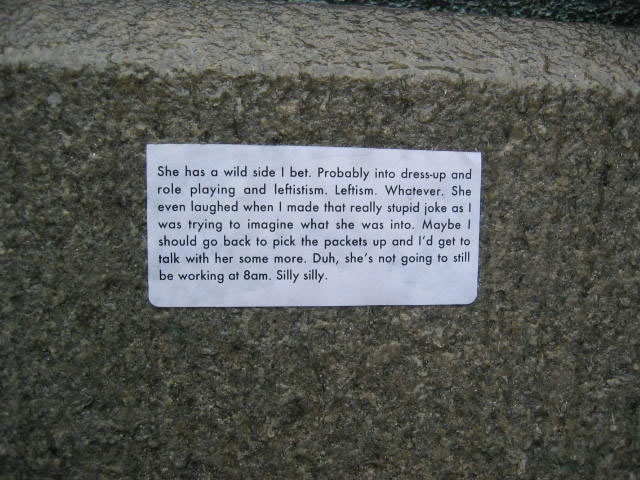 She has a wild side I bet. Probably into dress-up and
role playing and leftistism. Leftism. Whatever. She
even laughed when I made that really stupid joke as I
was trying to imagine what she was into. Maybe I
should go back to pick the packets up and I'd get to
talk with her some more. Duh, she's not going to still
be working at 8am. Silly silly.